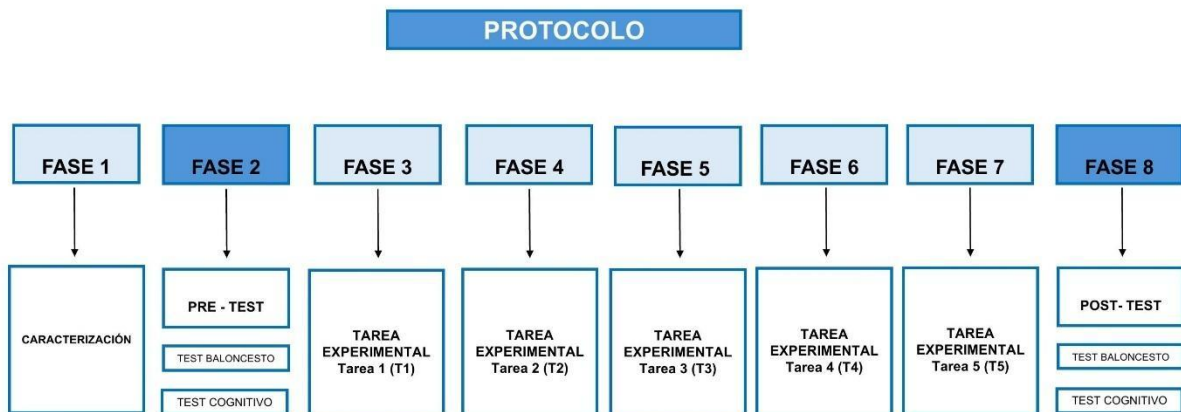 PROTOCOLO
FASE 1
FASE 2
FASE 3
FASE 4
FASE 5
FASE 6
FASE 7
FASE 8
CARACTERIZACIÓN
PRE - TEST
TEST BALONCESTO
TEST COGNITIVO
TAREA
EXPERIMENTAL
Tarea 1 (T1)
TAREA
EXPERIMENTAL
Tarea 2 (T2)
TAREA
EXPERIMENTAL
Tarea 3 (T3)
TAREA
EXPERIMENTAL
Tarea 4 (T4)
TAREA
EXPERIMENTAL
Tarea 5 (T5)
POST- TEST
TEST BALONCESTO
TEST COGNITIVO